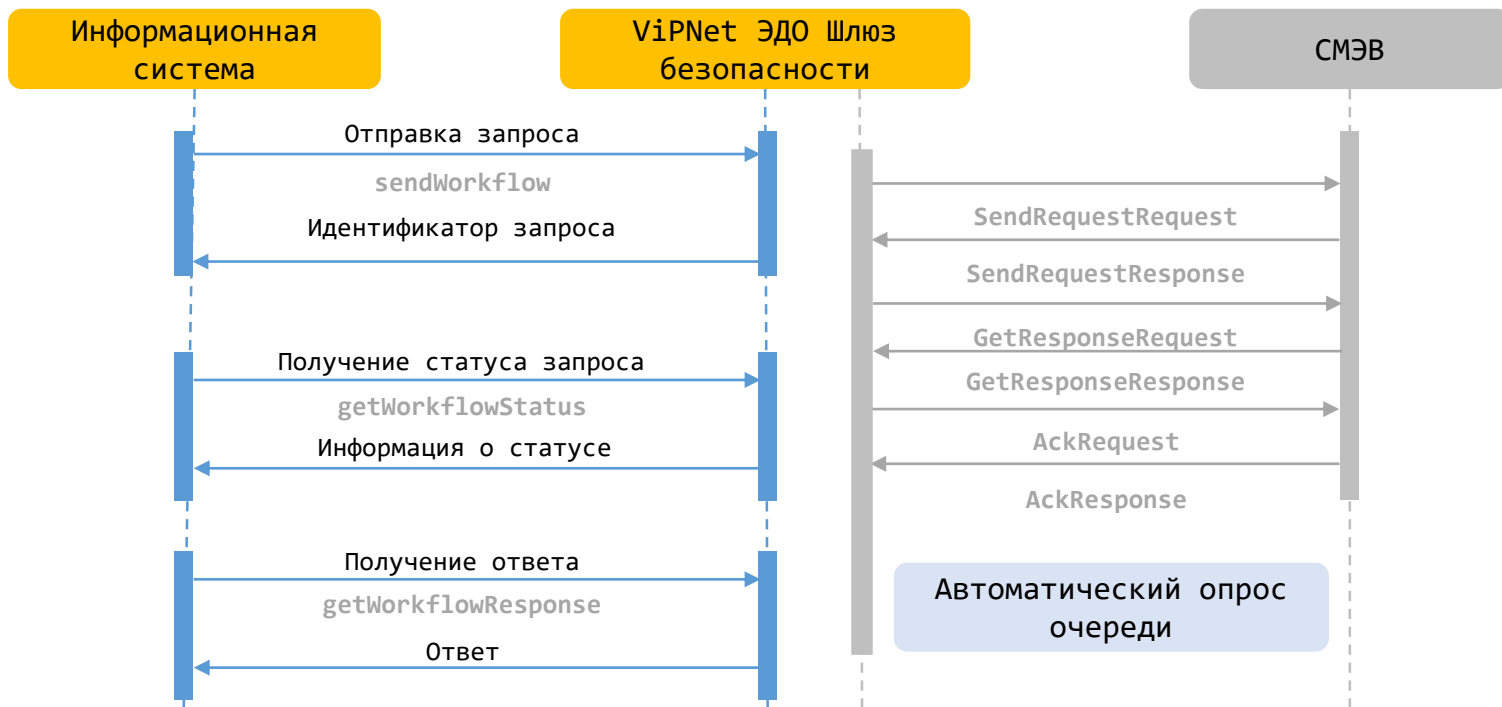 Информационная
система
ViPNet ЭДО Шлюз
безопасности
СМЭВ
Отправка запроса
sendWorkflow
Идентификатор запроса
Получение статуса запроса
getWorkflowStatus
Информация о статусе
Получение ответа
getWorkflowResponse
Ответ
SendRequestRequest
SendRequestResponse
GetResponseRequest
GetResponseResponse
AckRequest
AckResponse
Автоматический опрос
очереди